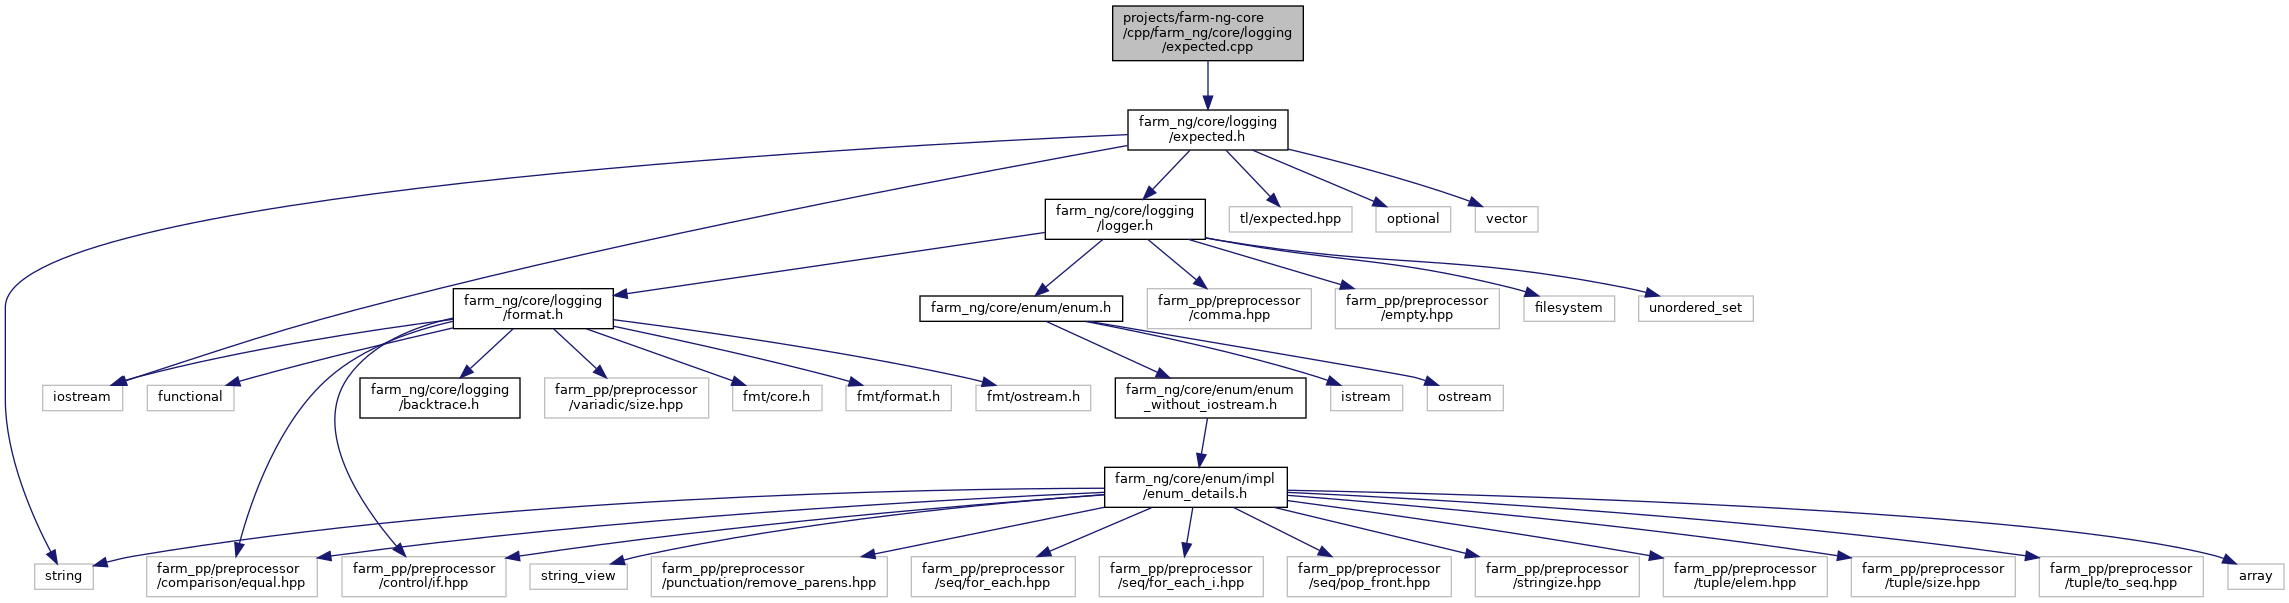 projects/farm-ng-core
/cpp/farm_ng/core/logging
/expected.cpp
farm_ng/core/logging
/expected.h
farm_ng/core/logging
/logger.h
tl/expected.hpp
optional
vector
farm_ng/core/logging
/format.h
farm_ng/core/enum/enum.h
farm_pp/preprocessor
/comma.hpp
farm_pp/preprocessor
/empty.hpp
filesystem
unordered_set
iostream
functional
farm_ng/core/logging
/backtrace.h
farm_pp/preprocessor
/variadic/size.hpp
fmt/core.h
fmt/format.h
fmt/ostream.h
farm_ng/core/enum/enum
_without_iostream.h
istream
ostream
farm_ng/core/enum/impl
/enum_details.h
string
farm_pp/preprocessor
/comparison/equal.hpp
farm_pp/preprocessor
/control/if.hpp
string_view
farm_pp/preprocessor
/punctuation/remove_parens.hpp
farm_pp/preprocessor
/seq/for_each.hpp
farm_pp/preprocessor
/seq/for_each_i.hpp
farm_pp/preprocessor
/seq/pop_front.hpp
farm_pp/preprocessor
/stringize.hpp
farm_pp/preprocessor
/tuple/elem.hpp
farm_pp/preprocessor
/tuple/size.hpp
farm_pp/preprocessor
/tuple/to_seq.hpp
array